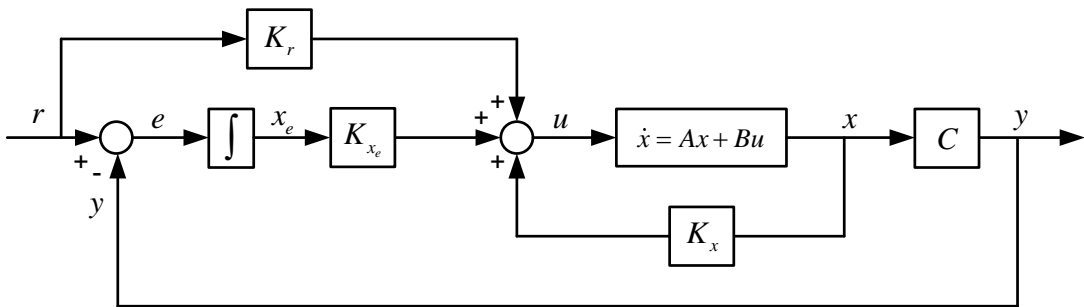 K_r
r
e
∫
x_e
K_{x_e}
u
ẋ = Ax + Bu
x
C
y
+
+
+
+
-
y
K_x